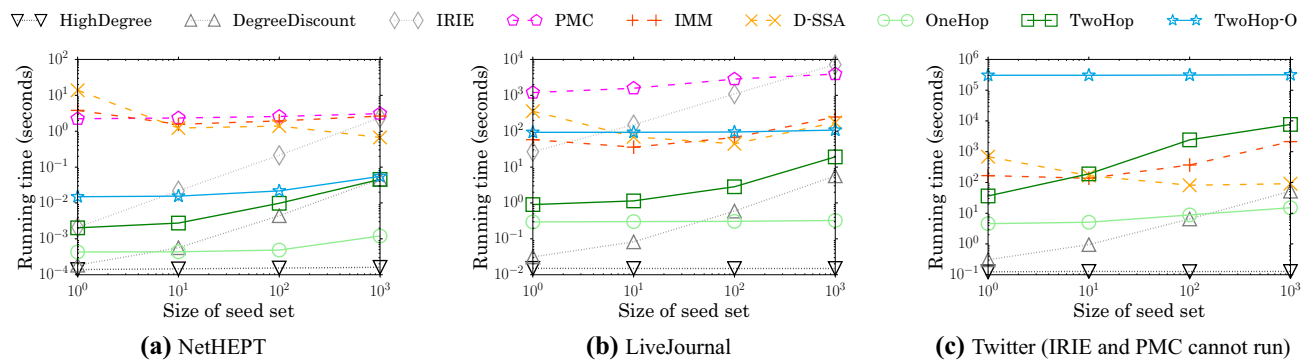 HighDegree DegreeDiscount IRIE PMC IMM D-SSA OneHop TwoHop TwoHop-O
Running time (seconds)
10^2
10^1
10^0
10^-1
10^-2
10^-3
10^-4
10^0 10^1 10^2 10^3
Size of seed set
(a) NetHEPT
Running time (seconds)
10^4
10^3
10^2
10^1
10^0
10^-1
10^-2
10^0 10^1 10^2 10^3
Size of seed set
(b) LiveJournal
Running time (seconds)
10^6
10^5
10^4
10^3
10^2
10^1
10^0
10^-1
10^0 10^1 10^2 10^3
Size of seed set
(c) Twitter (IRIE and PMC cannot run)